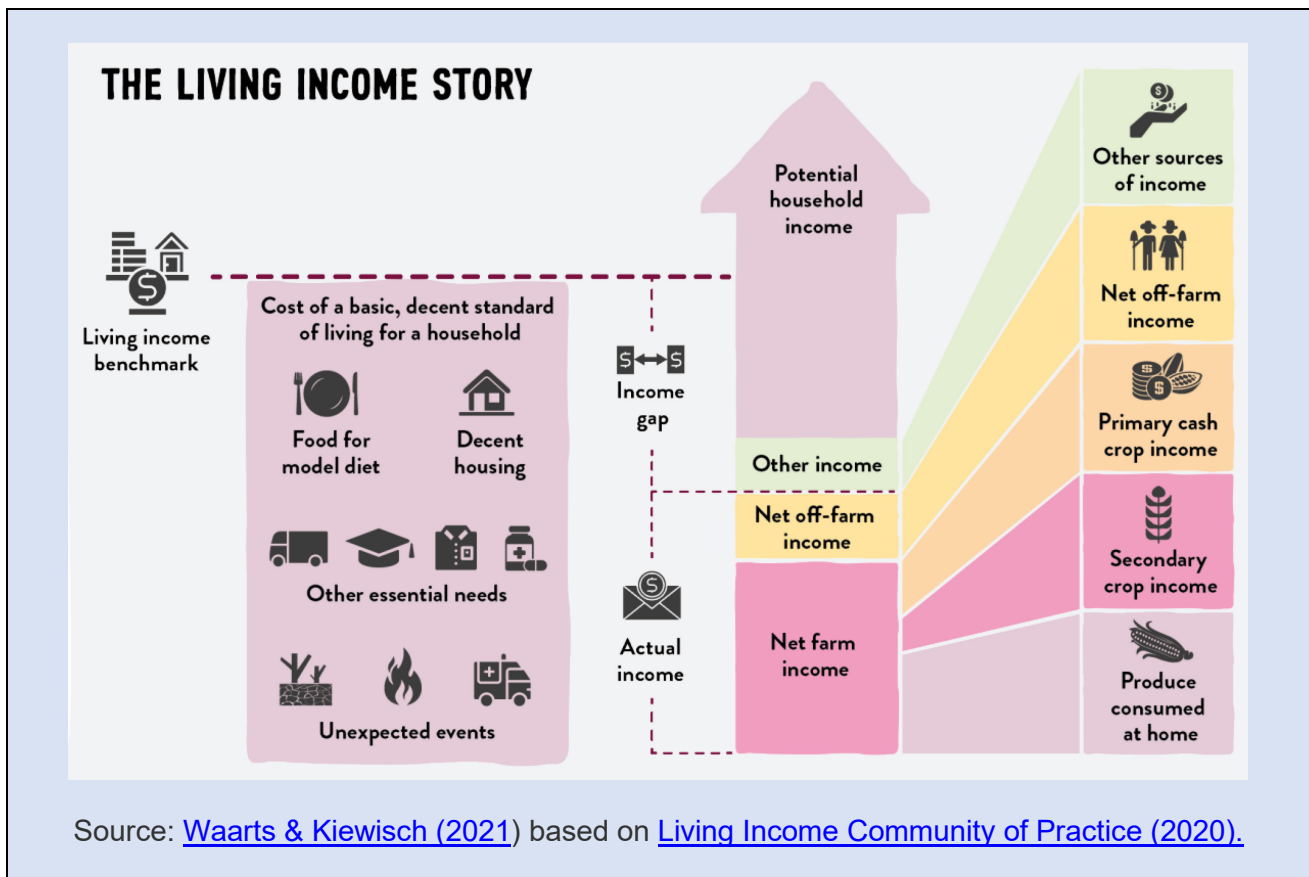 THE LIVING INCOME STORY
Living income
benchmark
Cost of a basic, decent standard
of living for a household
Food for
model diet
Decent
housing
Other essential needs
Unexpected events
Income
gap
Actual
income
Potential
household
income
Other income
Net off-farm
income
Net farm
income
Other sources
of income
Net off-farm
income
Primary cash
crop income
Secondary
crop income
Produce
consumed
at home
Source: Waarts & Kiewisch (2021) based on Living Income Community of Practice (2020).